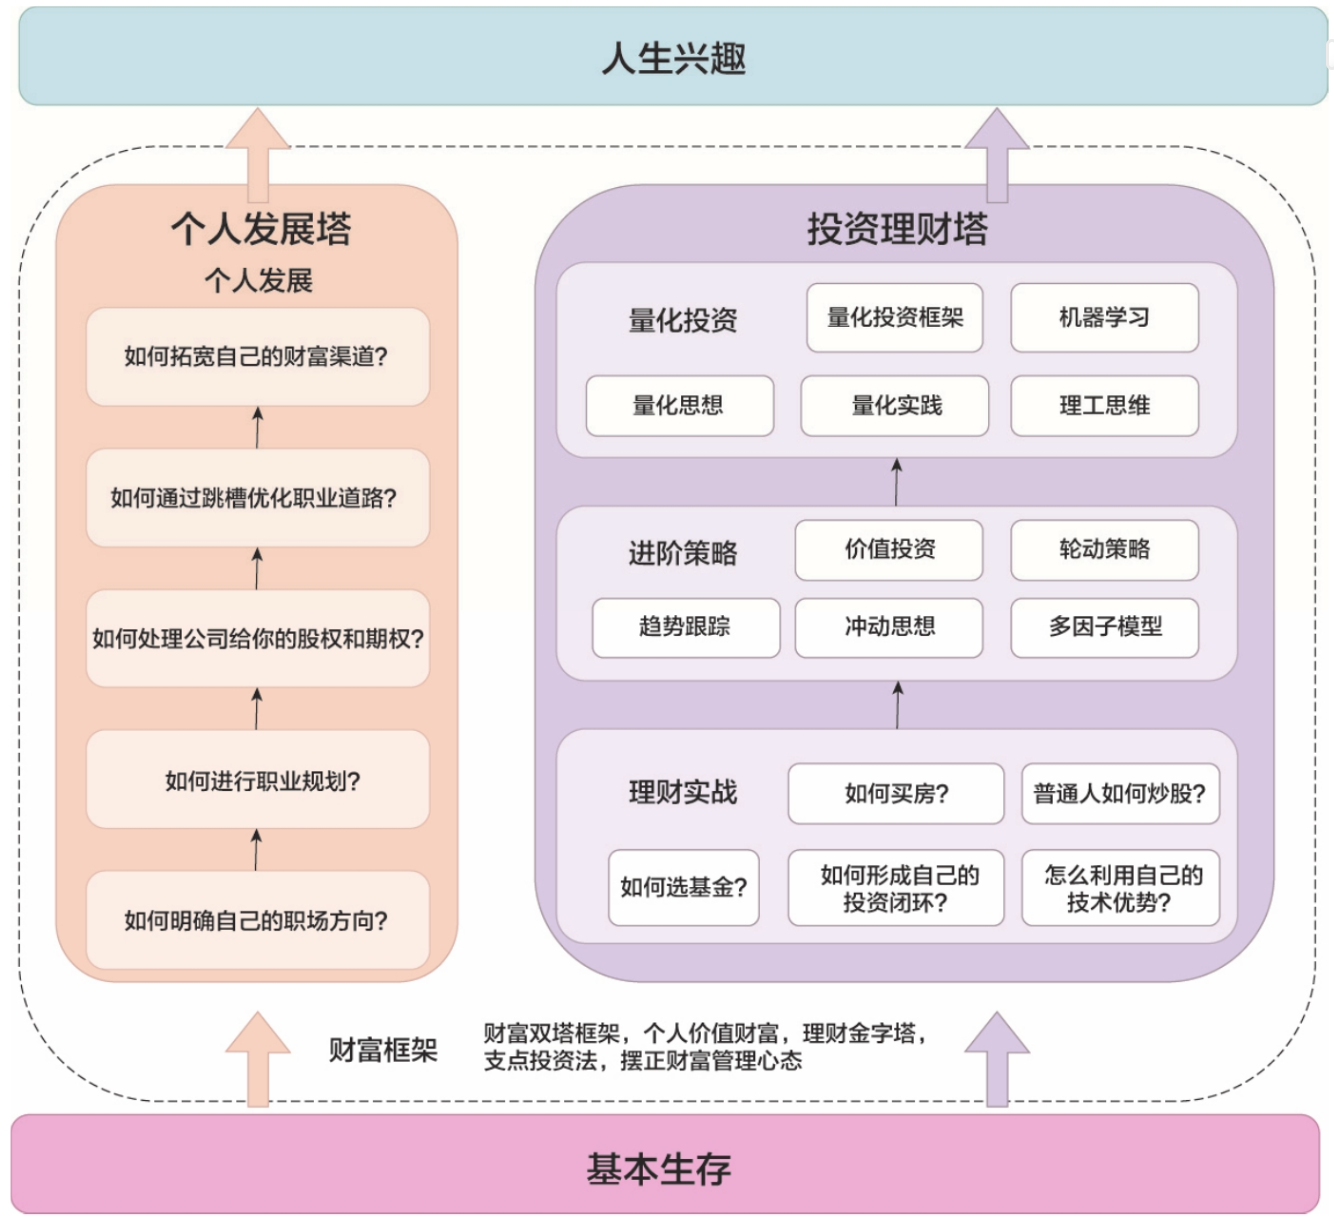 人生兴趣
个人发展塔
个人发展
如何拓宽自己的财富渠道?
如何通过跳槽优化职业道路?
如何处理公司给你的股权和期权?
如何进行职业规划?
如何明确自己的职场方向?
投资理财塔
量化投资
量化投资框架
机器学习
量化思想
量化实践
理工思维
进阶策略
价值投资
轮动策略
趋势跟踪
冲动思想
多因子模型
理财实战
如何买房?
普通人如何炒股?
如何选基金?
如何形成自己的
投资闭环?
怎么利用自己的
技术优势?
财富框架
财富双塔框架，个人价值财富，理财金字塔，
支点投资法，摆正财富管理心态
基本生存